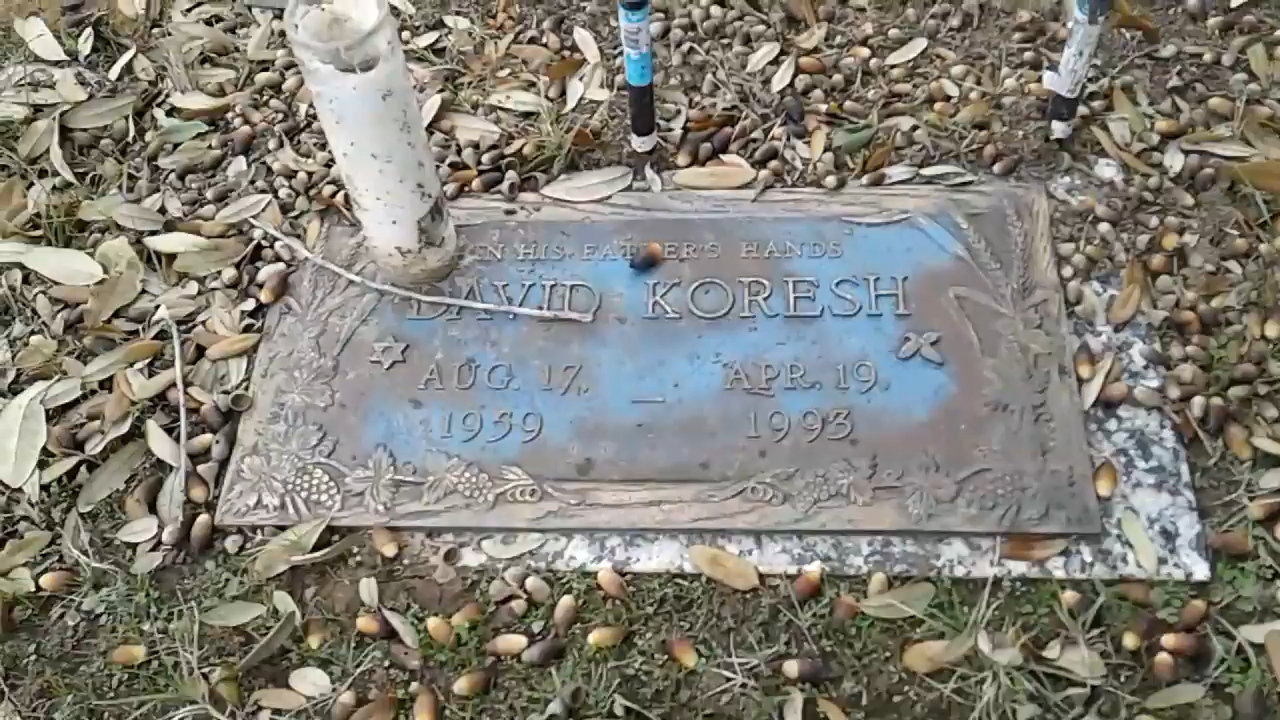 IN HIS FATHER'S HANDS
DAVID KORESH
AUG. 17, — APR. 19,
1959 1993